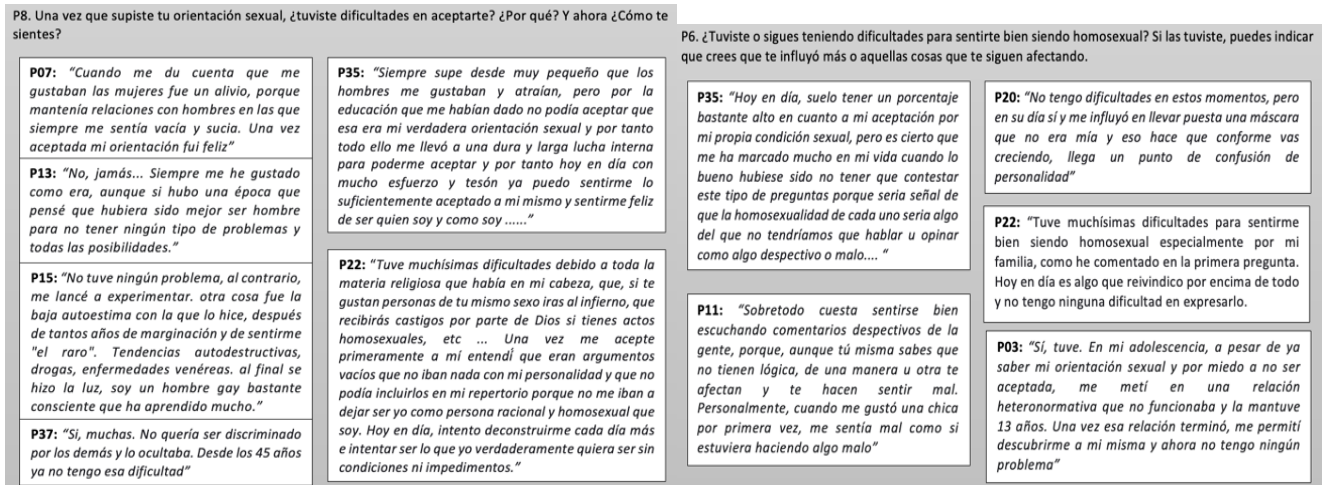 P8. Una vez que supiste tu orientación sexual, ¿tuviste dificultades en aceptarte? ¿Por qué? Y ahora ¿Cómo te
sientes?
P07: “Cuando me du cuenta que me
gustaban las mujeres fue un alivio, porque
mantenía relaciones con hombres en las que
siempre me sentía vacía y sucia. Una vez
aceptada mi orientación fui feliz”
P13: “No, jamás... Siempre me he gustado
como era, aunque si hubo una época que
pensé que hubiera sido mejor ser hombre
para no tener ningún tipo de problemas y
todas las posibilidades.”
P15: “No tuve ningún problema, al contrario,
me lancé a experimentar. otra cosa fue la
baja autoestima con la que lo hice, después
de tantos años de marginación y de sentirme
"el raro". Tendencias autodestructivas,
drogas, enfermedades venéreas. al final se
hizo la luz, soy un hombre gay bastante
consciente que ha aprendido mucho.”
P37: “Si, muchas. No quería ser discriminado
por los demás y lo ocultaba. Desde los 45 años
ya no tengo esa dificultad”
P35: “Siempre supe desde muy pequeño que los
hombres me gustaban y atraían, pero por la
educación que me habían dado no podía aceptar que
esa era mi verdadera orientación sexual y por tanto
todo ello me llevó a una dura y larga lucha interna
para poderme aceptar y por tanto hoy en día con
mucho esfuerzo y tesón ya puedo sentirme lo
suficientemente aceptado a mi mismo y sentirme feliz
de ser quien soy y como soy ......”
P22: “Tuve muchísimas dificultades debido a toda la
materia religiosa que había en mi cabeza, que, si te
gustan personas de tu mismo sexo iras al infierno, que
recibirás castigos por parte de Dios si tienes actos
homosexuales, etc ... Una vez me acepte
primeramente a mí entendí que eran argumentos
vacíos que no iban nada con mi personalidad y que no
podía incluirlos en mi repertorio porque no me iban a
dejar ser yo como persona racional y homosexual que
soy. Hoy en día, intento deconstruirme cada día más
e intentar ser lo que yo verdaderamente quiera ser sin
condiciones ni impedimentos.”
P6. ¿Tuviste o sigues teniendo dificultades para sentirte bien siendo homosexual? Si las tuviste, puedes indicar
que crees que te influyó más o aquellas cosas que te siguen afectando.
P35: “Hoy en día, suelo tener un porcentaje
bastante alto en cuanto a mi aceptación por
mi propia condición sexual, pero es cierto que
me ha marcado mucho en mi vida cuando lo
bueno hubiese sido no tener que contestar
este tipo de preguntas porque seria señal de
que la homosexualidad de cada uno seria algo
del que no tendríamos que hablar u opinar
como algo despectivo o malo.... “
P11: “Sobretodo cuesta sentirse bien
escuchando comentarios despectivos de la
gente, porque, aunque tú misma sabes que
no tienen lógica, de una manera u otra te
afectan y te hacen sentir mal.
Personalmente, cuando me gustó una chica
por primera vez, me sentía mal como si
estuviera haciendo algo malo”
P20: “No tengo dificultades en estos momentos, pero
en su día sí y me influyó en llevar puesta una máscara
que no era mía y eso hace que conforme vas
creciendo, llega un punto de confusión de
personalidad”
P22: “Tuve muchísimas dificultades para sentirme
bien siendo homosexual especialmente por mi
familia, como he comentado en la primera pregunta.
Hoy en día es algo que reivindico por encima de todo
y no tengo ninguna dificultad en expresarlo.
P03: “Sí, tuve. En mi adolescencia, a pesar de ya
saber mi orientación sexual y por miedo a no ser
aceptada, me metí en una relación
heteronormativa que no funcionaba y la mantuve
13 años. Una vez esa relación terminó, me permití
descubrirme a mi misma y ahora no tengo ningún
problema”